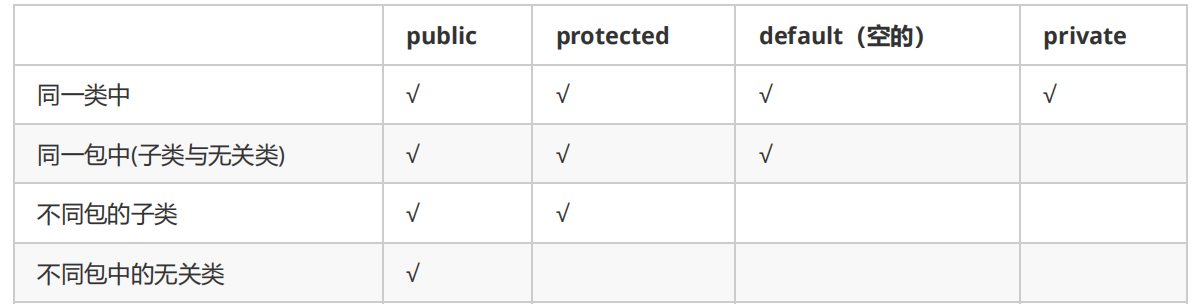 public protected default（空的） private
同一类中 √ √ √ √
同一包中(子类与无关类) √ √ √
不同包的子类 √ √
不同包中的无关类 √